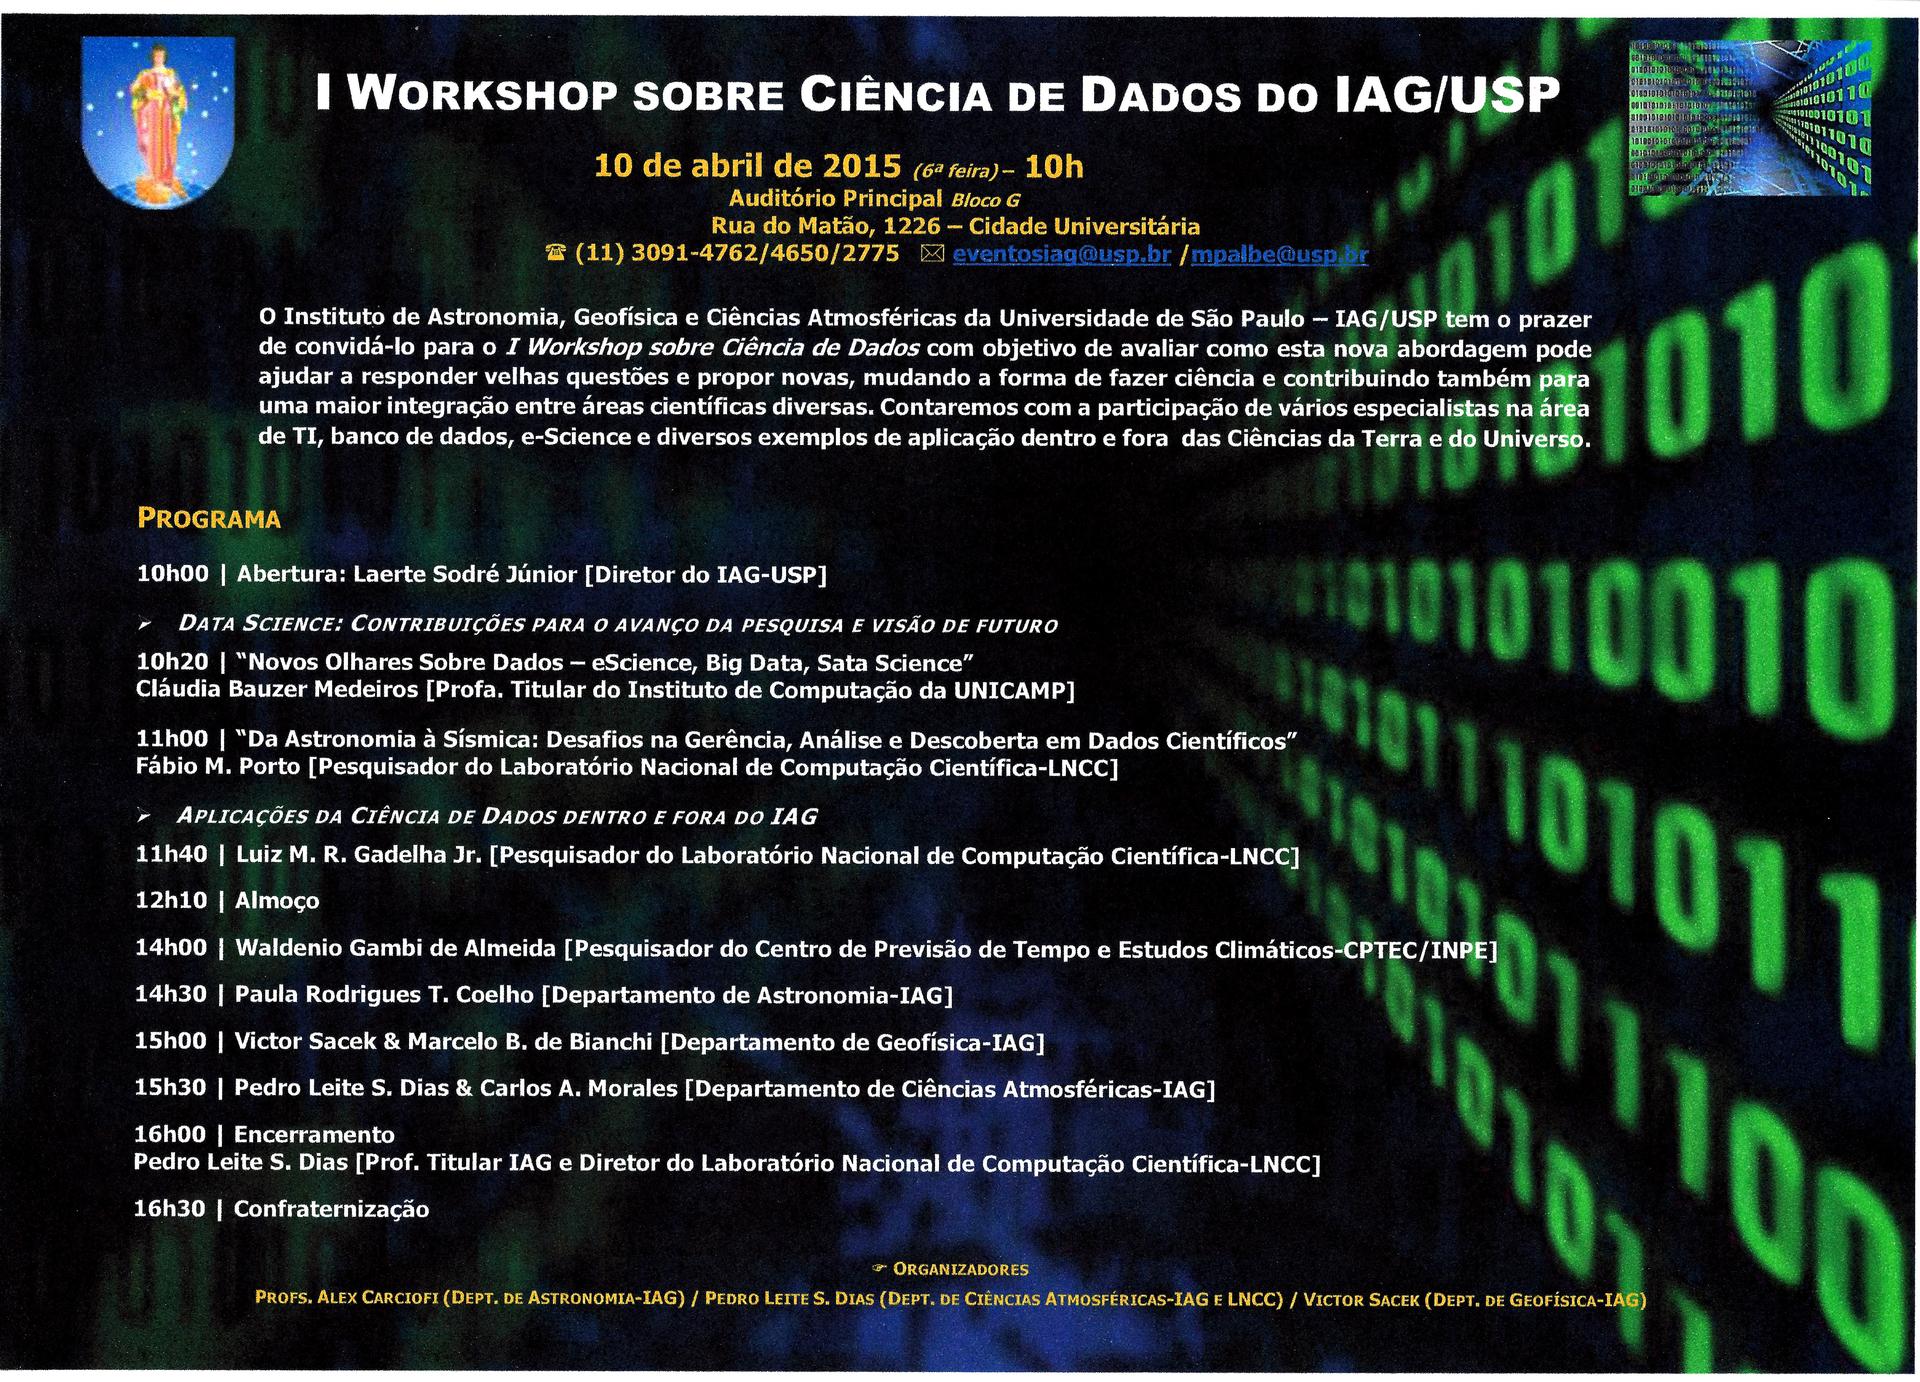 I WORKSHOP SOBRE CIÊNCIA DE DADOS DO IAG/USP
10 de abril de 2015 (6ª feira) – 10h
Auditório Principal Bloco G
Rua do Matão, 1226 – Cidade Universitária
☎ (11) 3091-4762/4650/2775 ✉ eventosiag@usp.br / mpalbe@usp.br
O Instituto de Astronomia, Geofísica e Ciências Atmosféricas da Universidade de São Paulo – IAG/USP tem o prazer
de convidá-lo para o I Workshop sobre Ciência de Dados com objetivo de avaliar como esta nova abordagem pode
ajudar a responder velhas questões e propor novas, mudando a forma de fazer ciência e contribuindo também para
uma maior integração entre áreas científicas diversas. Contaremos com a participação de vários especialistas na área
de TI, banco de dados, e-Science e diversos exemplos de aplicação dentro e fora das Ciências da Terra e do Universo.
PROGRAMA
10h00 | Abertura: Laerte Sodré Júnior [Diretor do IAG-USP]
➢ DATA SCIENCE: CONTRIBUIÇÕES PARA O AVANÇO DA PESQUISA E VISÃO DE FUTURO
10h20 | "Novos Olhares Sobre Dados – eScience, Big Data, Sata Science"
Cláudia Bauzer Medeiros [Profa. Titular do Instituto de Computação da UNICAMP]
11h00 | "Da Astronomia à Sísmica: Desafios na Gerência, Análise e Descoberta em Dados Científicos"
Fábio M. Porto [Pesquisador do Laboratório Nacional de Computação Científica-LNCC]
➢ APLICAÇÕES DA CIÊNCIA DE DADOS DENTRO E FORA DO IAG
11h40 | Luiz M. R. Gadelha Jr. [Pesquisador do Laboratório Nacional de Computação Científica-LNCC]
12h10 | Almoço
14h00 | Waldenio Gambi de Almeida [Pesquisador do Centro de Previsão de Tempo e Estudos Climáticos-CPTEC/INPE]
14h30 | Paula Rodrigues T. Coelho [Departamento de Astronomia-IAG]
15h00 | Victor Sacek & Marcelo B. de Bianchi [Departamento de Geofísica-IAG]
15h30 | Pedro Leite S. Dias & Carlos A. Morales [Departamento de Ciências Atmosféricas-IAG]
16h00 | Encerramento
Pedro Leite S. Dias [Prof. Titular IAG e Diretor do Laboratório Nacional de Computação Científica-LNCC]
16h30 | Confraternização
☞ ORGANIZADORES
PROFS. ALEX CARCIOFI (DEPT. DE ASTRONOMIA-IAG) / PEDRO LEITE S. DIAS (DEPT. DE CIÊNCIAS ATMOSFÉRICAS-IAG E LNCC) / VICTOR SACEK (DEPT. DE GEOFÍSICA-IAG)